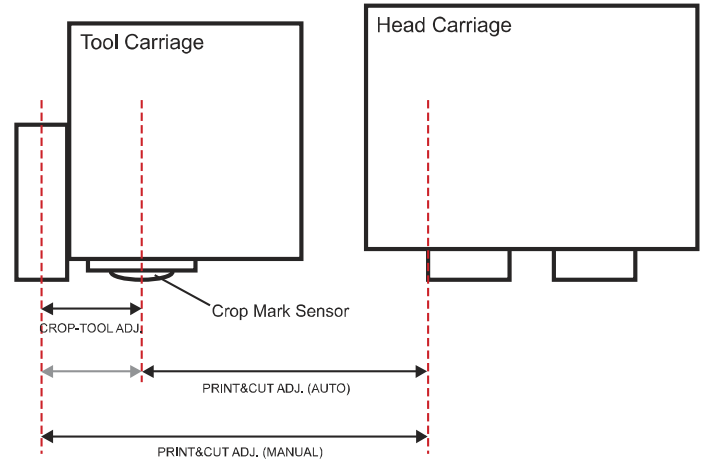 Tool Carriage
Head Carriage
Crop Mark Sensor
CROP-TOOL ADJ.
PRINT&CUT ADJ. (AUTO)
PRINT&CUT ADJ. (MANUAL)